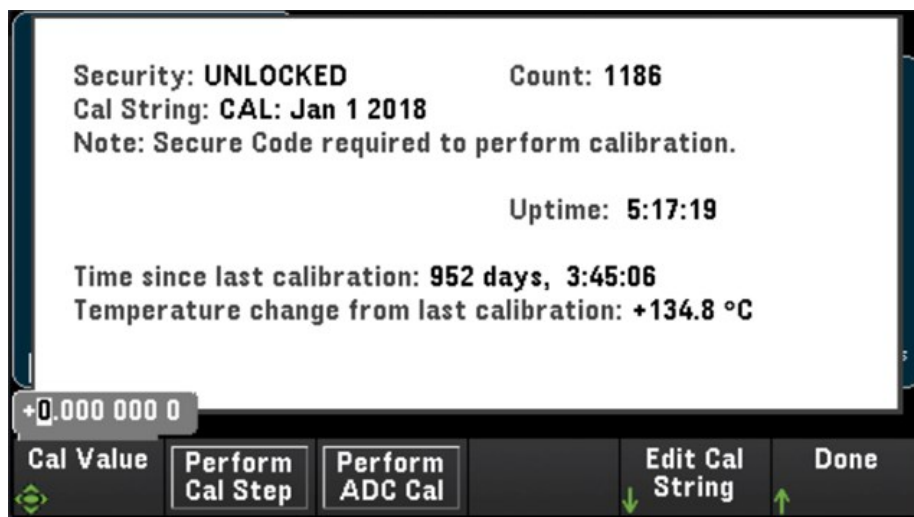 Security: UNLOCKED Count: 1186
Cal String: CAL: Jan 1 2018
Note: Secure Code required to perform calibration.
Uptime: 5:17:19
Time since last calibration: 952 days, 3:45:06
Temperature change from last calibration: +134.8 °C
+0.000 000 0
Cal Value
Perform
Cal Step
Perform
ADC Cal
Edit Cal
String
Done